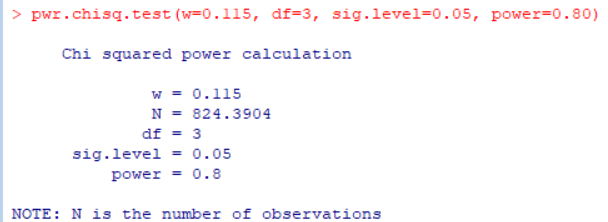 > pwr.chisq.test(w=0.115, df=3, sig.level=0.05, power=0.80)
Chi squared power calculation
w = 0.115
N = 824.3904
df = 3
sig.level = 0.05
power = 0.8
NOTE: N is the number of observations